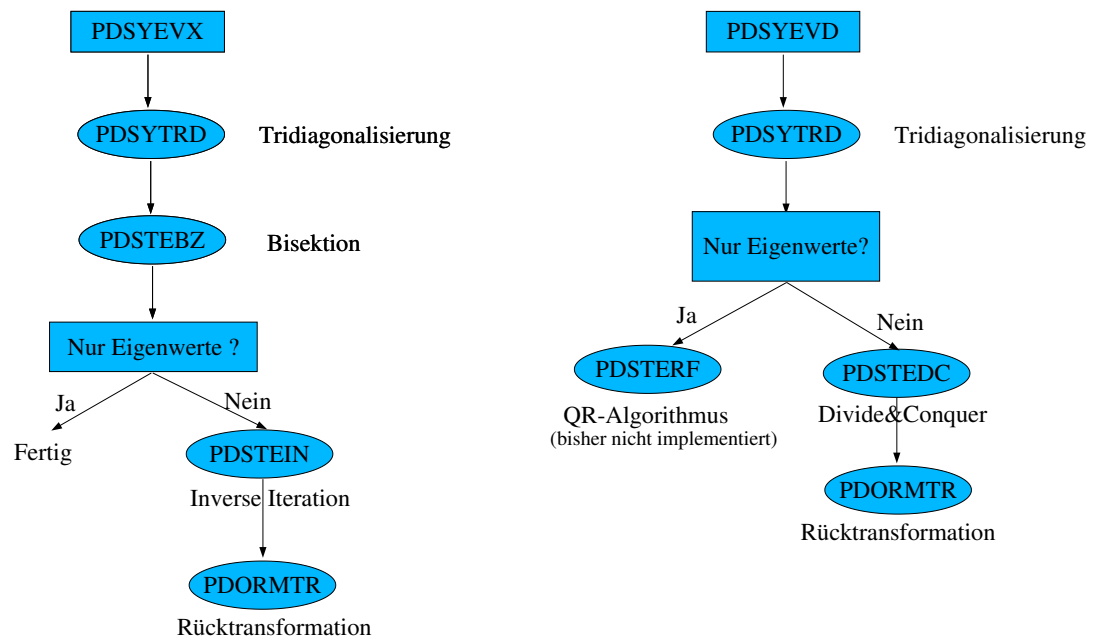 PDSYEVX
PDSYTRD
Tridiagonalisierung
PDSTEBZ
Bisektion
Nur Eigenwerte ?
Ja
Nein
Fertig
PDSTEIN
Inverse Iteration
PDORMTR
Rücktransformation
PDSYEVD
PDSYTRD
Tridiagonalisierung
Nur Eigenwerte?
Ja
Nein
PDSTERF
PDSTEDC
QR-Algorithmus
(bisher nicht implementiert)
Divide&Conquer
PDORMTR
Rücktransformation